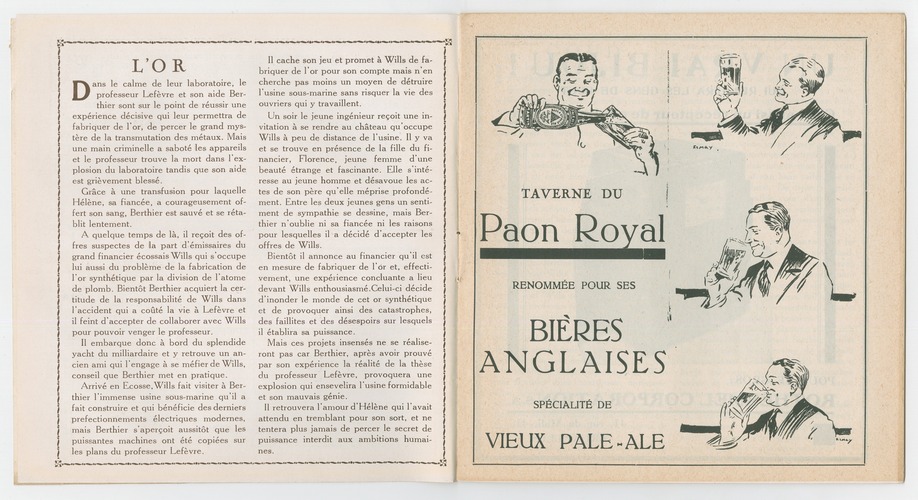 L'OR
Dans le calme de leur laboratoire, le
professeur Lefèvre et son aide Ber-
thier sont sur le point de réussir une
expérience décisive qui leur permettra de
fabriquer de l'or, de percer le grand mys-
tère de la transmutation des métaux. Mais
une main criminelle a saboté les appareils
et le professeur trouve la mort dans l'ex-
plosion du laboratoire tandis que son aide
est grièvement blessé.
Grâce à une transfusion pour laquelle
Hélène, sa fiancée, a courageusement of-
fert son sang, Berthier est sauvé et se réta-
blit lentement.
A quelque temps de là, il reçoit des of-
fres suspectes de la part d'émissaires du
grand financier écossais Wills qui s'occupe
lui aussi du problème de la fabrication de
l'or synthétique par la division de l'atome
de plomb. Bientôt Berthier acquiert la cer-
titude de la responsabilité de Wills dans
l'accident qui a coûté la vie à Lefèvre et
il feint d'accepter de collaborer avec Wills
pour pouvoir venger le professeur.
Il embarque donc à bord du splendide
yacht du milliardaire et y retrouve un an-
cien ami qui l'engage à se méfier de Wills,
conseil que Berthier met en pratique.
Arrivé en Ecosse, Wills fait visiter à Ber-
thier l'immense usine sous-marine qu'il a
fait construire et qui bénéficie des derniers
prefectionnements électriques modernes,
mais Berthier s'aperçoit aussitôt que les
puissantes machines ont été copiées sur
les plans du professeur Lefèvre.
Il cache son jeu et promet à Wills de fa-
briquer de l'or pour son compte mais n'en
cherche pas moins un moyen de détruire
l'usine sous-marine sans risquer la vie des
ouvriers qui y travaillent.
Un soir le jeune ingénieur reçoit une in-
vitation à se rendre au château qu'occupe
Wills à peu de distance de l'usine. Il y va
et se trouve en présence de la fille du fi-
nancier, Florence, jeune femme d'une
beauté étrange et fascinante. Elle s'inté-
resse au jeune homme et désavoue les ac-
tes de son père qu'elle méprise profondé-
ment. Entre les deux jeunes gens un senti-
ment de sympathie se dessine, mais Ber-
thier n'oublie ni sa fiancée ni les raisons
pour lesquelles il a décidé d'accepter les
offres de Wills.
Bientôt il annonce au financier qu'il est
en mesure de fabriquer de l'or et, effecti-
vement, une expérience concluante a lieu
devant Wills enthousiasmé.Celui-ci décide
d'inonder le monde de cet or synthétique
et de provoquer ainsi des catastrophes,
des faillites et des désespoirs sur lesquels
il établira sa puissance.
Mais ces projets insensés ne se réalise-
ront pas car Berthier, après avoir prouvé
par son expérience la réalité de la thèse
du professeur Lefèvre, provoquera une
explosion qui ensevelira l'usine formidable
et son mauvais génie.
Il retrouvera l'amour d'Hélène qui l'avait
attendu en tremblant pour son sort, et ne
tentera plus jamais de percer le secret de
puissance interdit aux ambitions humai-
nes.
ELMAY
TAVERNE DU
Paon Royal
RENOMMÉE POUR SES
BIÈRES
ANGLAISES
SPÉCIALITÉ DE
VIEUX PALE-ALE
ELMAY